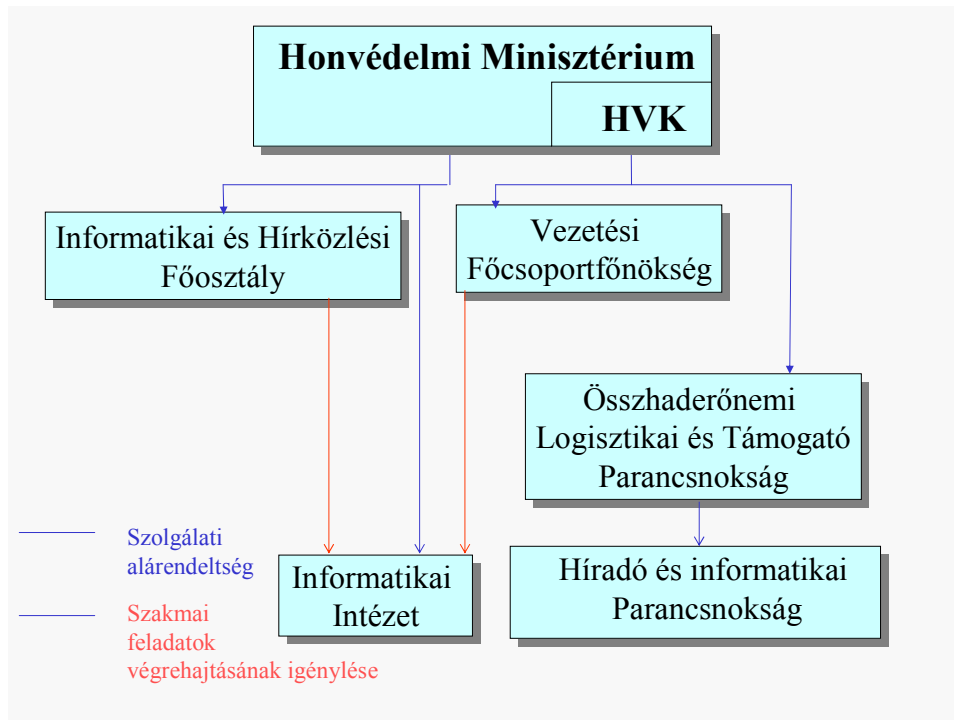 Honvédelmi Minisztérium
HVK
Informatikai és Hírközlési
Főosztály
Vezetési
Főcsoportfőnökség
Összhaderőnemi
Logisztikai és Támogató
Parancsnokság
Szolgálati
alárendeltség
Informatikai
Intézet
Híradó és informatikai
Parancsnokság
Szakmai
feladatok
végrehajtásának igénylése